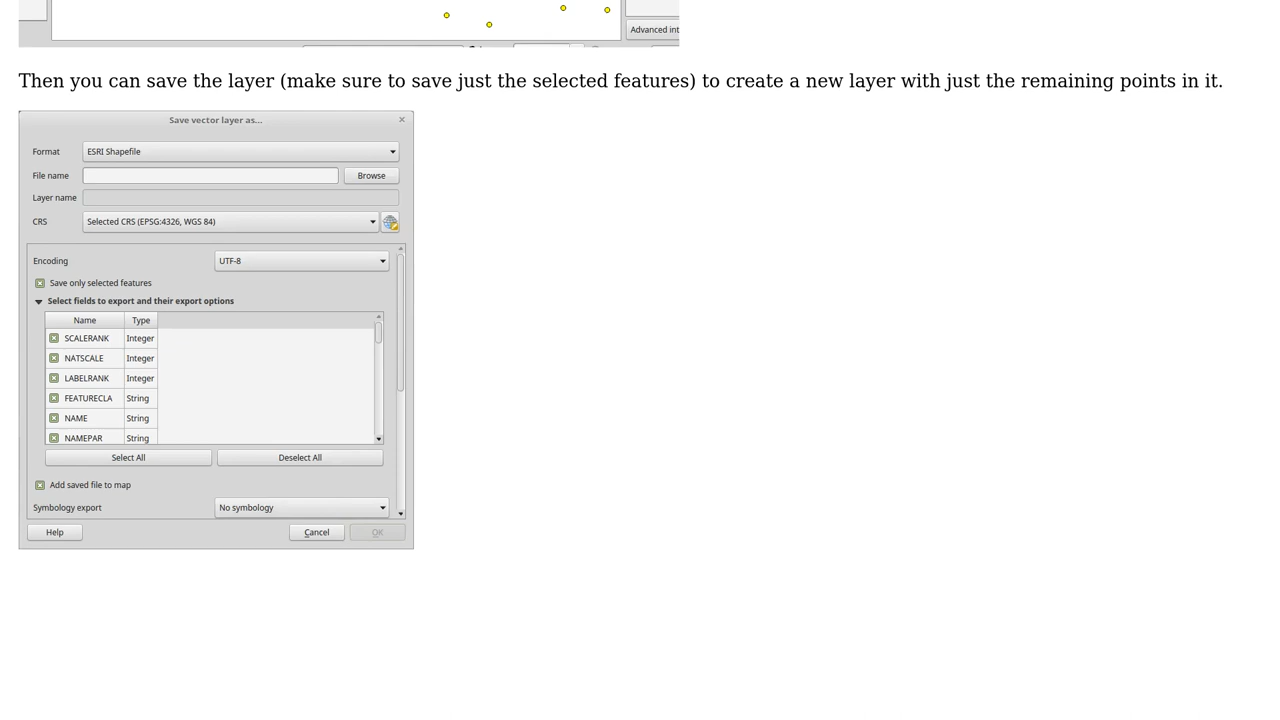 Advanced int
Then you can save the layer (make sure to save just the selected features) to create a new layer with just the remaining points in it.
Save vector layer as...
Format ESRI Shapefile
File name Browse
Layer name
CRS Selected CRS (EPSG:4326, WGS 84)
Encoding UTF-8
Save only selected features
Select fields to export and their export options
Name Type
SCALERANK Integer
NATSCALE Integer
LABELRANK Integer
FEATURECLA String
NAME String
NAMEPAR String
Select All Deselect All
Add saved file to map
Symbology export No symbology
Help Cancel OK